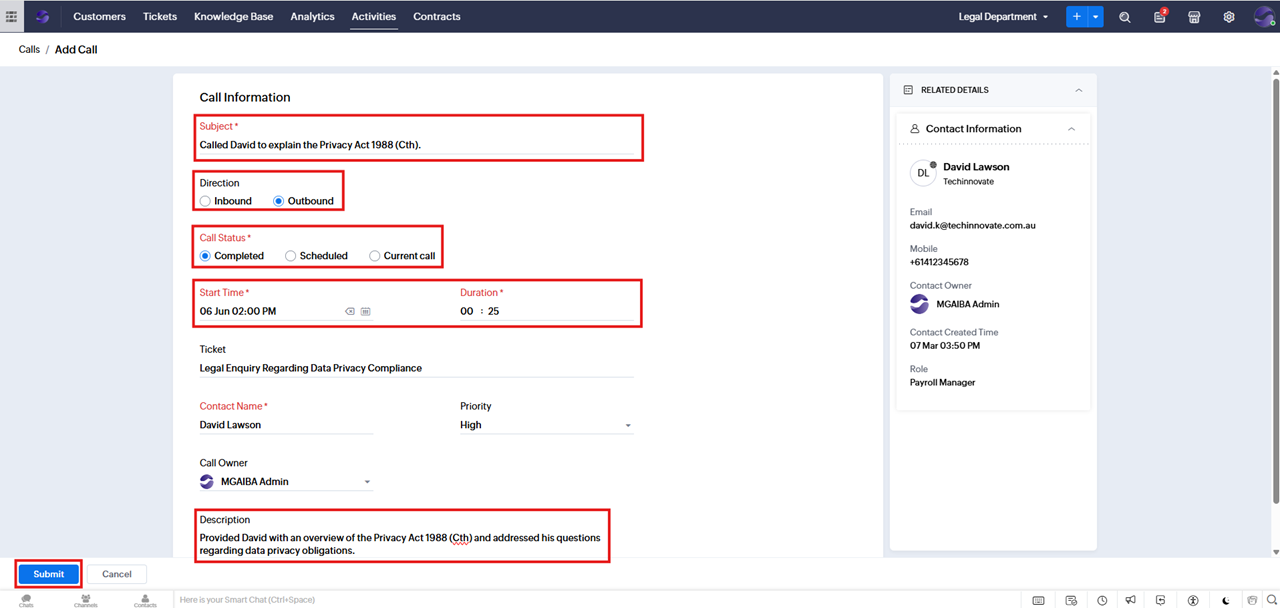 Customers Tickets Knowledge Base Analytics Activities Contracts Legal Department 2
Calls / Add Call
Call Information
Subject *
Called David to explain the Privacy Act 1988 (Cth).
Direction
Inbound Outbound
Call Status *
Completed Scheduled Current call
Start Time * Duration *
06 Jun 02:00 PM 00 : 25
Ticket
Legal Enquiry Regarding Data Privacy Compliance
Contact Name * Priority
David Lawson High
Call Owner
MGAIBA Admin
Description
Provided David with an overview of the Privacy Act 1988 (Cth) and addressed his questions
regarding data privacy obligations.
RELATED DETAILS
Contact Information
DL
David Lawson
Techinnovate
Email
david.k@techinnovate.com.au
Mobile
+61412345678
Contact Owner
MGAIBA Admin
Contact Created Time
07 Mar 03:50 PM
Role
Payroll Manager
Submit Cancel
Chats Channels Contacts Here is your Smart Chat (Ctrl+Space)